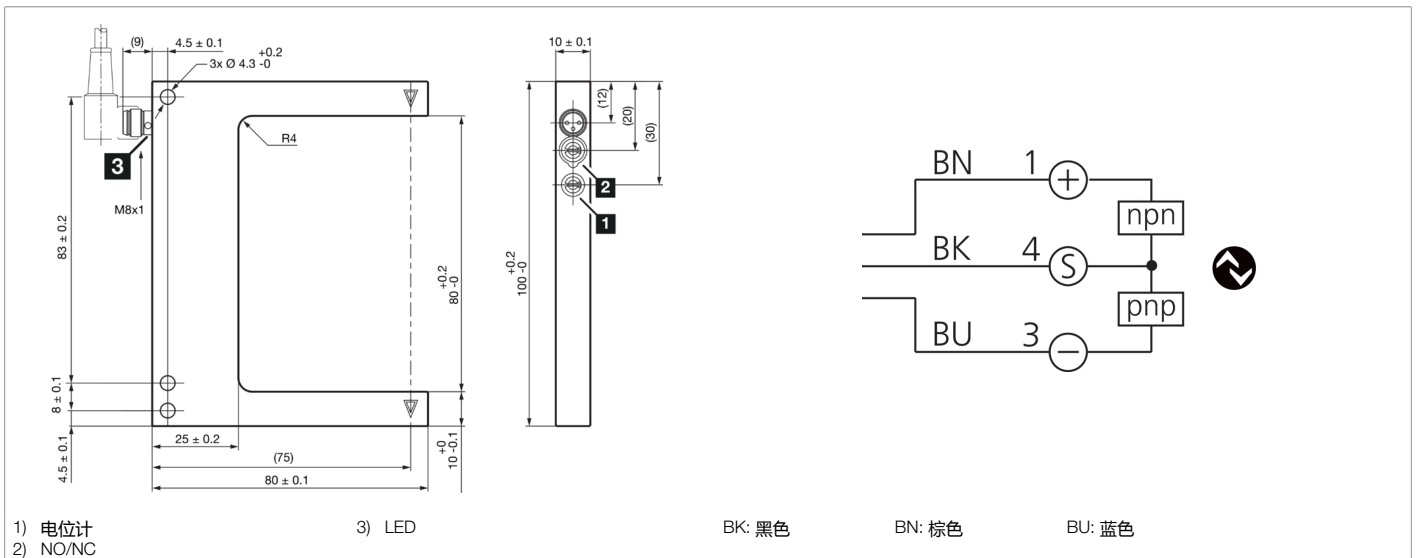 (9)
4.5 ± 0.1
3x Ø 4.3 +0.2 -0
R4
3
M8x1
83 ± 0.2
8 ± 0.1
4.5 ± 0.1
25 ± 0.2
(75)
80 ± 0.1
80 +0.2 -0
10 +0 -0.1
10 ± 0.1
(12)
(20)
(30)
2
1
100 +0.2 -0
BN 1 +
npn
BK 4 S
pnp
BU 3 −
1) 电位计 3) LED BK: 黑色 BN: 棕色 BU: 蓝色
2) NO/NC